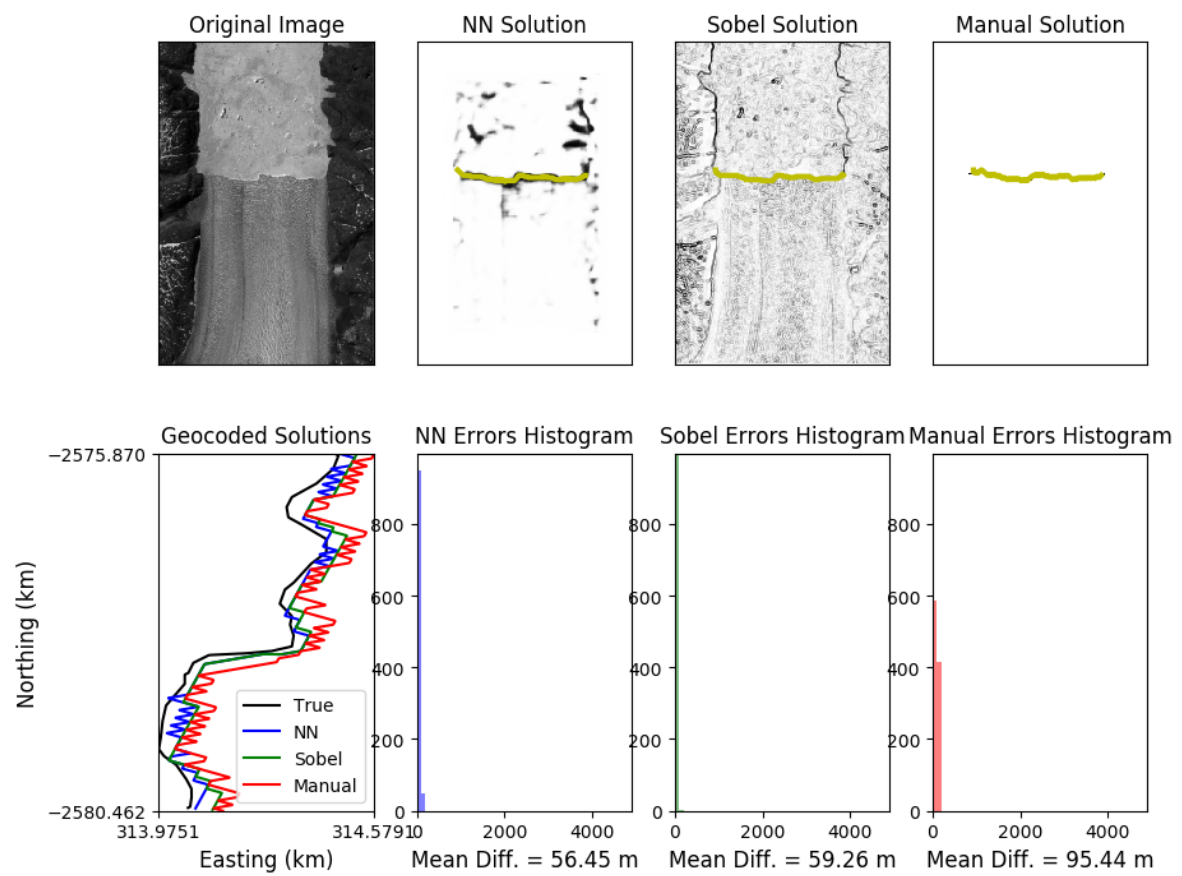 Original Image
NN Solution
Sobel Solution
Manual Solution
Geocoded Solutions
NN Errors Histogram
Sobel Errors Histogram
Manual Errors Histogram
−2575.870
−2580.462
Northing (km)
313.9751
314.5791
Easting (km)
True
NN
Sobel
Manual
800
600
400
200
0
0
2000
4000
Mean Diff. = 56.45 m
800
600
400
200
0
0
2000
4000
Mean Diff. = 59.26 m
800
600
400
200
0
0
2000
4000
Mean Diff. = 95.44 m